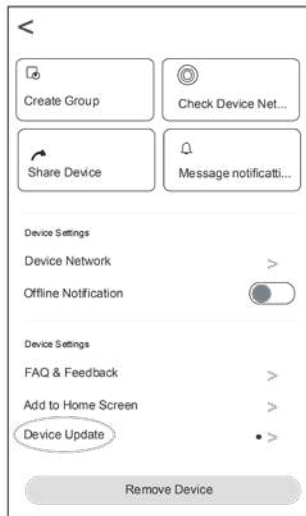 <
Create Group
Check Device Net...
Share Device
Message notificatti...
Device Settings
Device Network >
Offline Notification
Device Settings
FAQ & Feedback >
Add to Home Screen >
Device Update • >
Remove Device